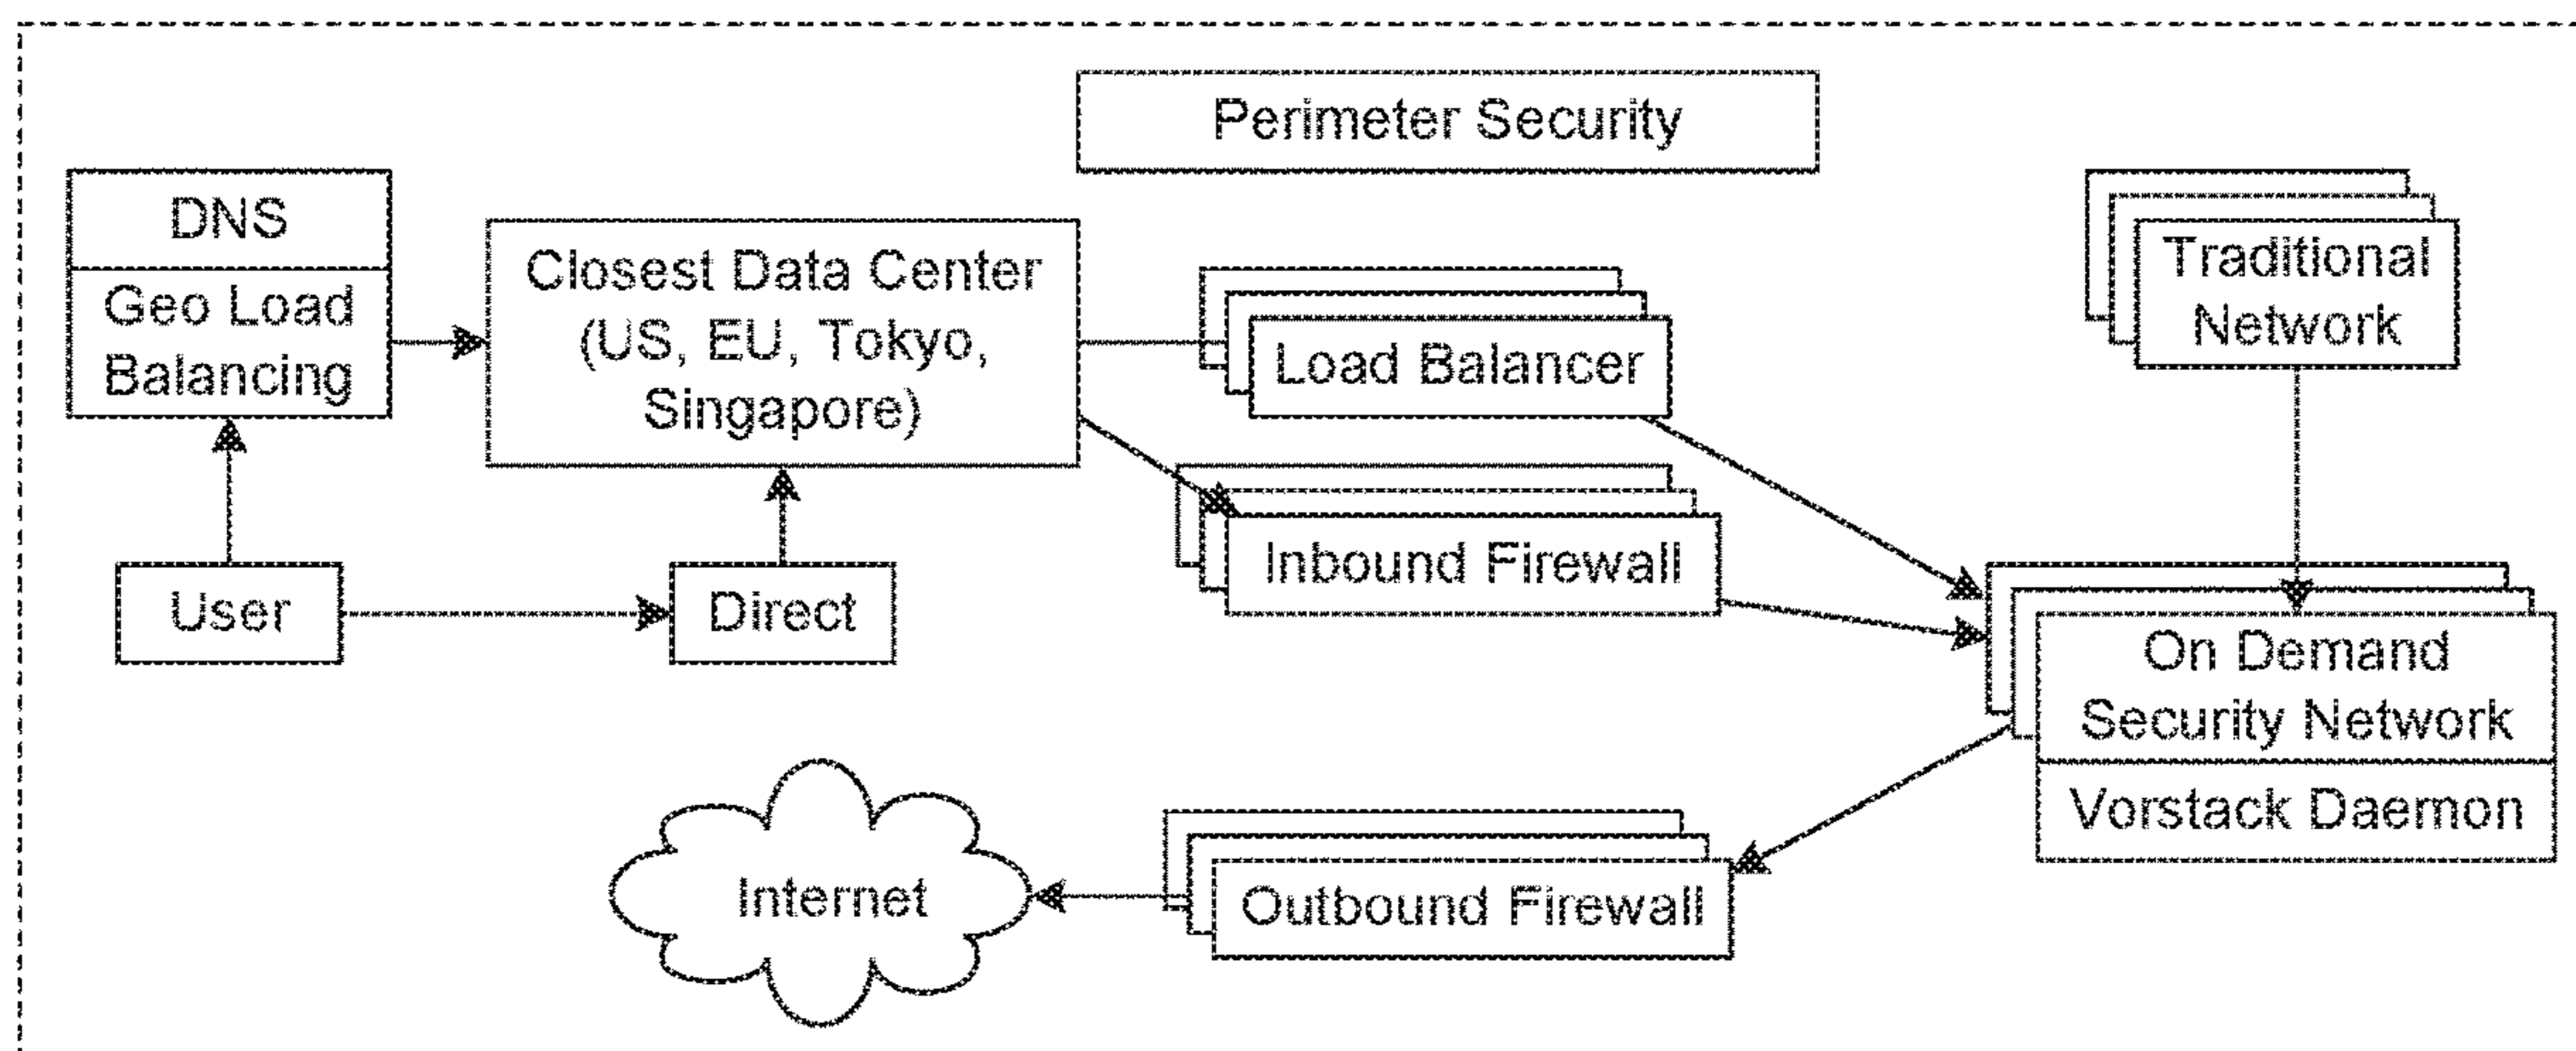 Perimeter Security
DNS
Geo Load
Balancing
Closest Data Center
(US, EU, Tokyo,
Singapore)
Load Balancer
Traditional
Network
User
Direct
Inbound Firewall
On Demand
Security Network
Vorstack Daemon
Internet
Outbound Firewall